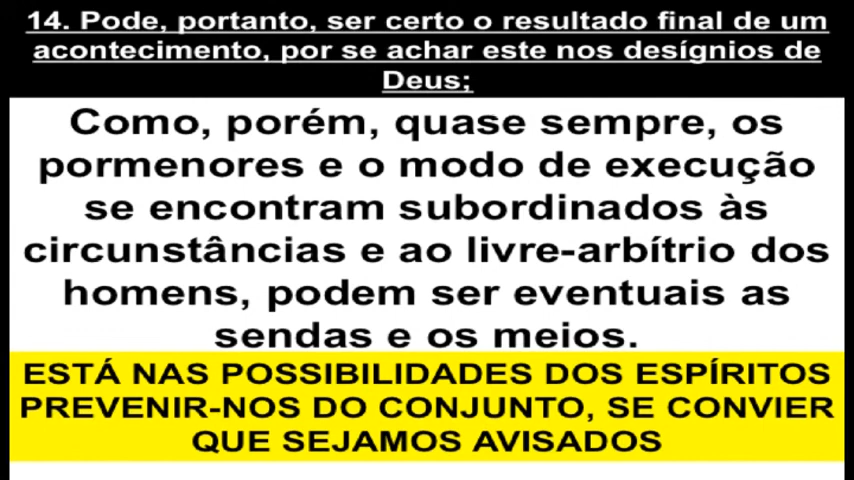 14. Pode, portanto, ser certo o resultado final de um
acontecimento, por se achar este nos desígnios de
Deus;
Como, porém, quase sempre, os
pormenores e o modo de execução
se encontram subordinados às
circunstâncias e ao livre-arbítrio dos
homens, podem ser eventuais as
sendas e os meios.
ESTÁ NAS POSSIBILIDADES DOS ESPÍRITOS
PREVENIR-NOS DO CONJUNTO, SE CONVIER
QUE SEJAMOS AVISADOS